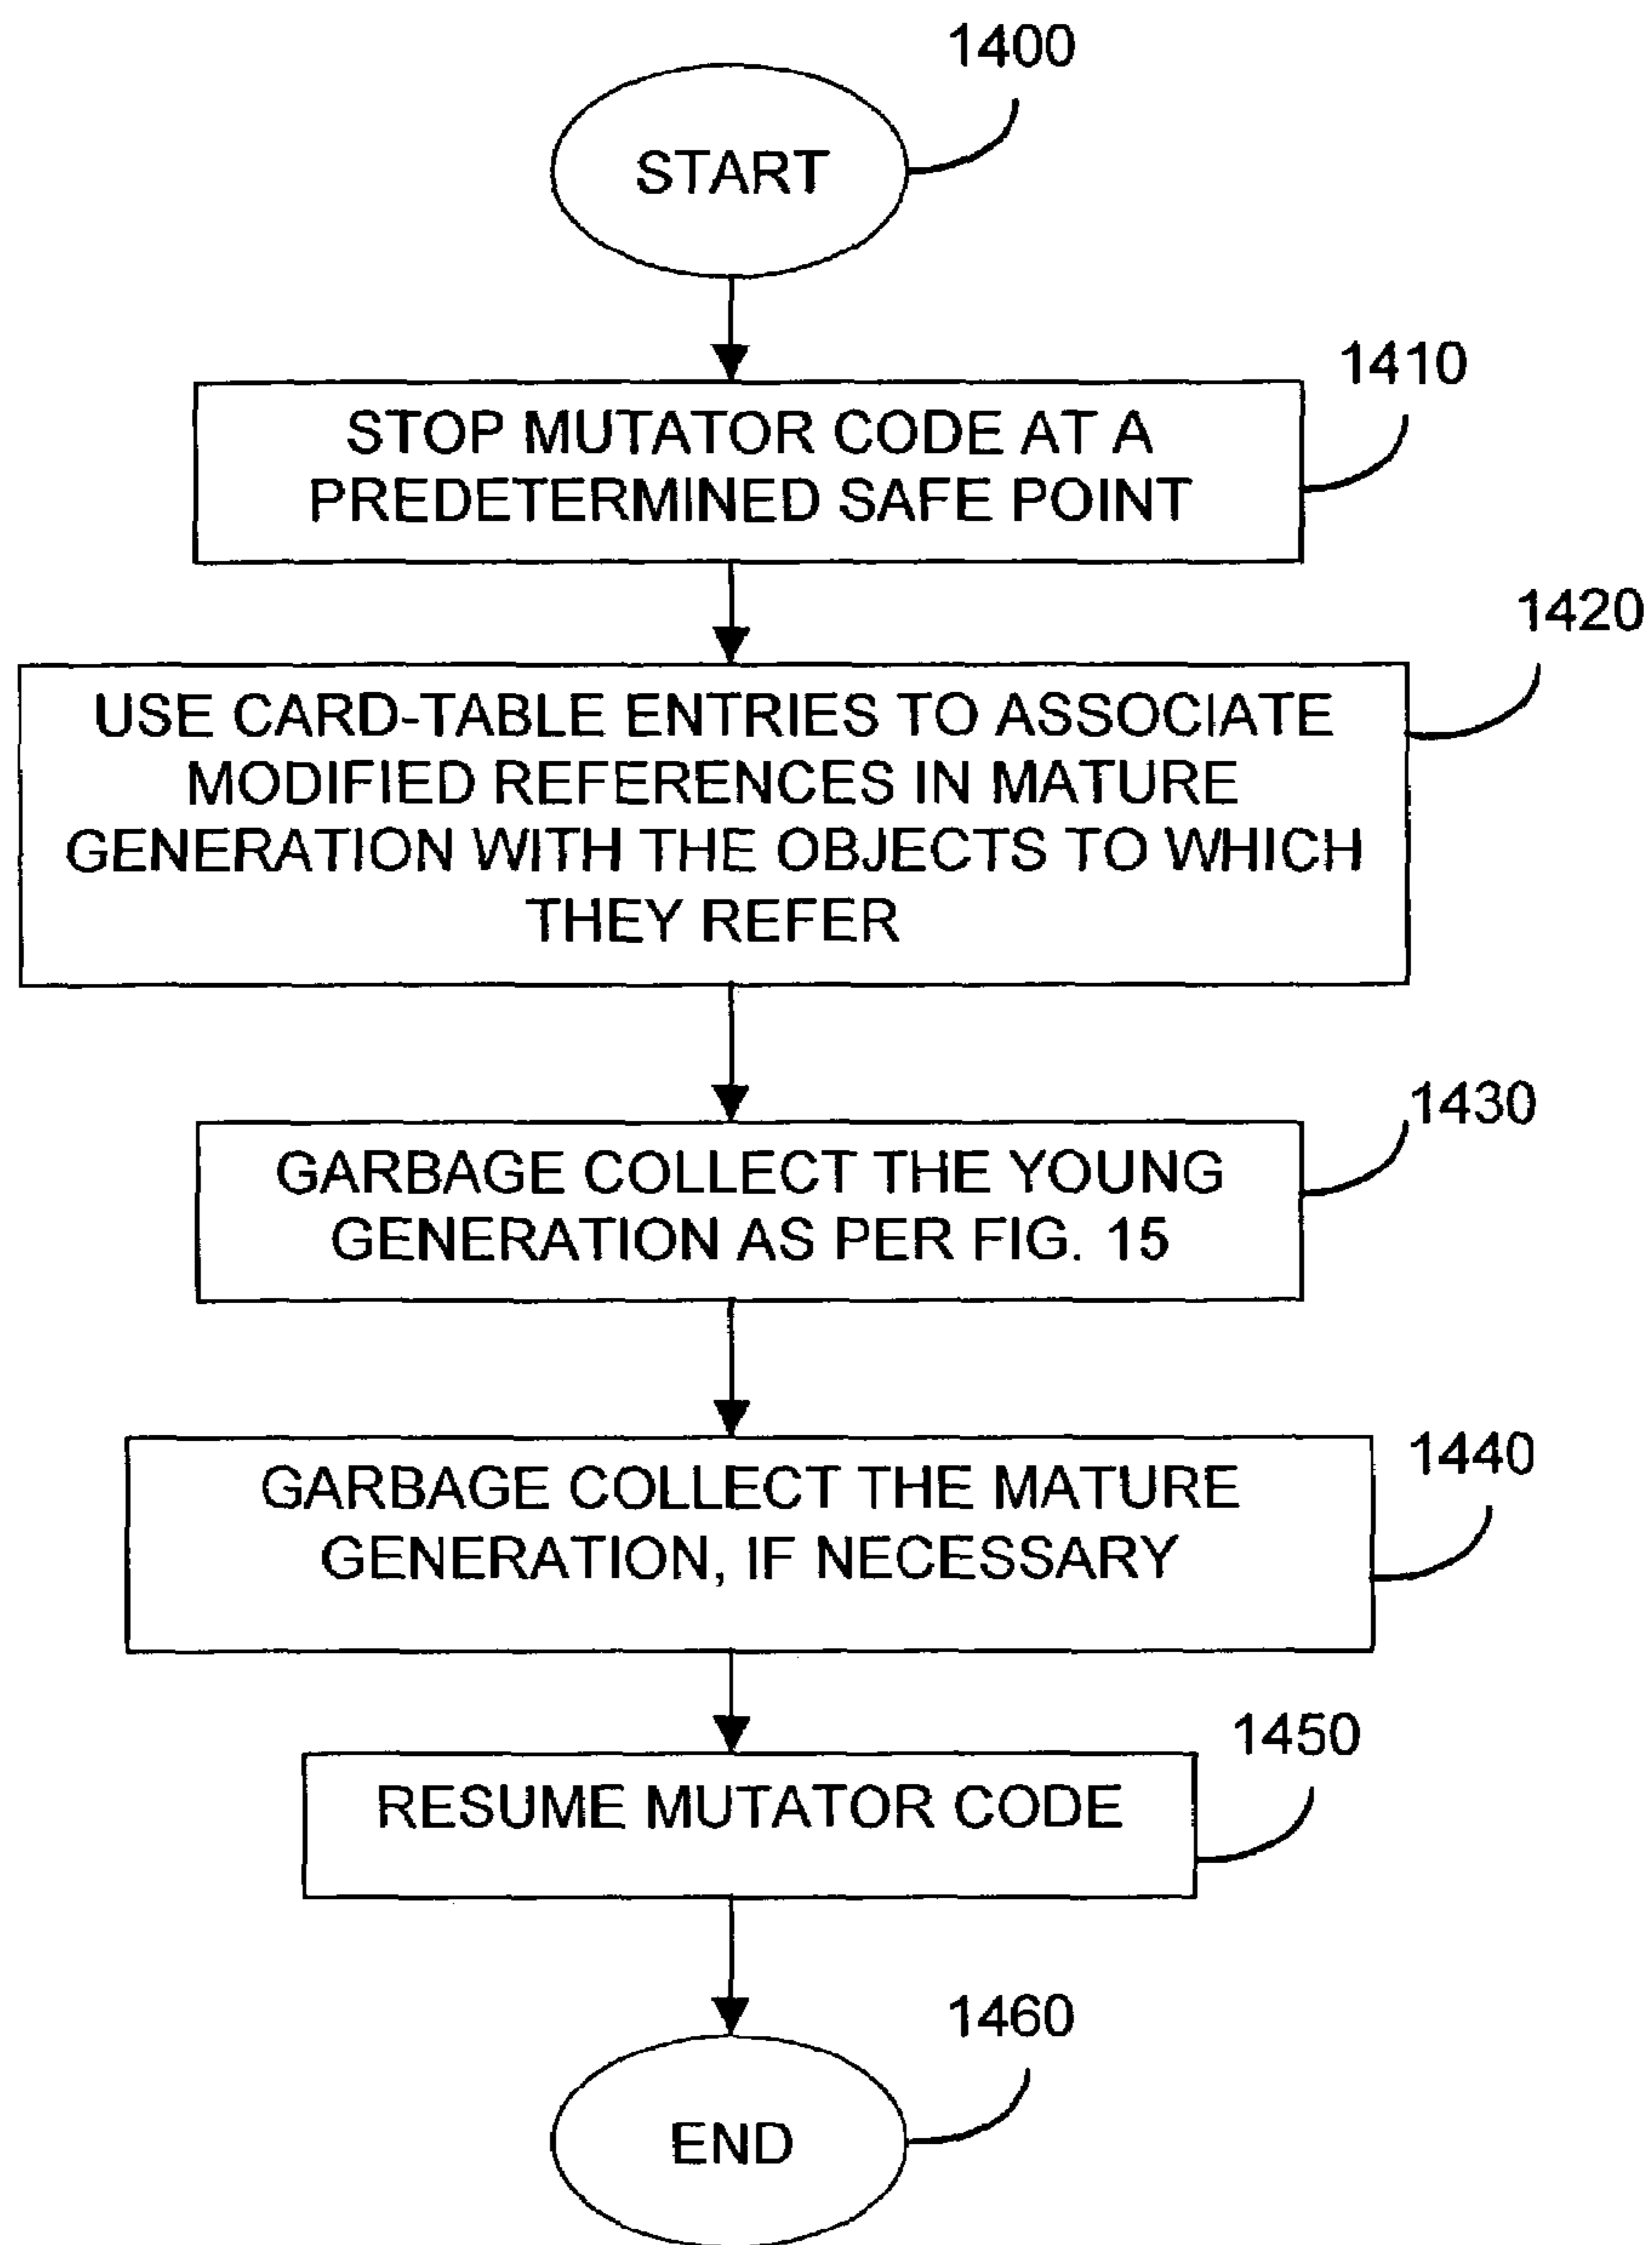 1400
START
1410
STOP MUTATOR CODE AT A
PREDETERMINED SAFE POINT
1420
USE CARD-TABLE ENTRIES TO ASSOCIATE
MODIFIED REFERENCES IN MATURE
GENERATION WITH THE OBJECTS TO WHICH
THEY REFER
1430
GARBAGE COLLECT THE YOUNG
GENERATION AS PER FIG. 15
1440
GARBAGE COLLECT THE MATURE
GENERATION, IF NECESSARY
1450
RESUME MUTATOR CODE
1460
END